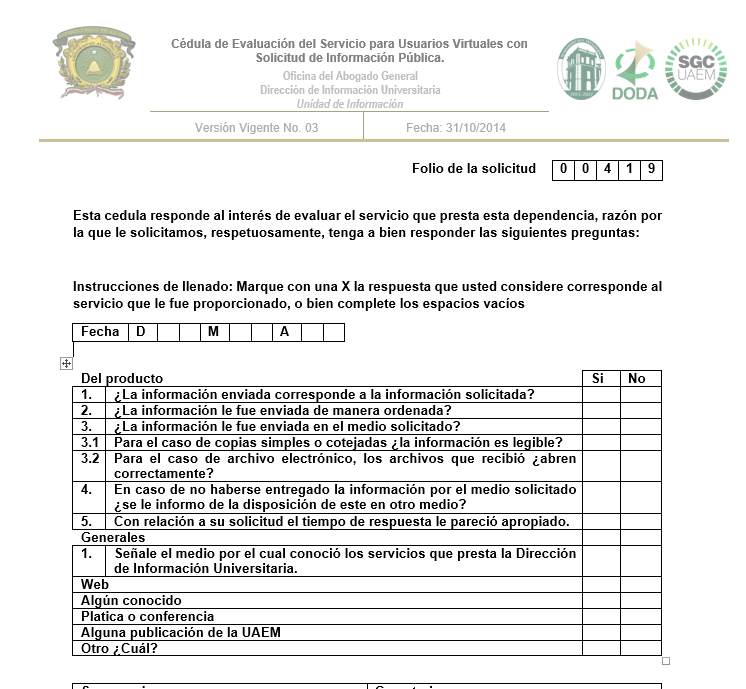 Cédula de Evaluación del Servicio para Usuarios Virtuales con
Solicitud de Información Pública.
Oficina del Abogado General
Dirección de Información Universitaria
Unidad de Información
DODA
SGC
UAEM
Versión Vigente No. 03 Fecha: 31/10/2014
Folio de la solicitud 0 0 4 1 9
Esta cedula responde al interés de evaluar el servicio que presta esta dependencia, razón por
la que le solicitamos, respetuosamente, tenga a bien responder las siguientes preguntas:
Instrucciones de llenado: Marque con una X la respuesta que usted considere corresponde al
servicio que le fue proporcionado, o bien complete los espacios vacíos
Fecha D M A
Del producto Si No
1. ¿La información enviada corresponde a la información solicitada?
2. ¿La información le fue enviada de manera ordenada?
3. ¿La información le fue enviada en el medio solicitado?
3.1 Para el caso de copias simples o cotejadas ¿la información es legible?
3.2 Para el caso de archivo electrónico, los archivos que recibió ¿abren
correctamente?
4. En caso de no haberse entregado la información por el medio solicitado
¿se le informo de la disposición de este en otro medio?
5. Con relación a su solicitud el tiempo de respuesta le pareció apropiado.
Generales
1. Señale el medio por el cual conoció los servicios que presta la Dirección
de Información Universitaria.
Web
Algún conocido
Platica o conferencia
Alguna publicación de la UAEM
Otro ¿Cuál?